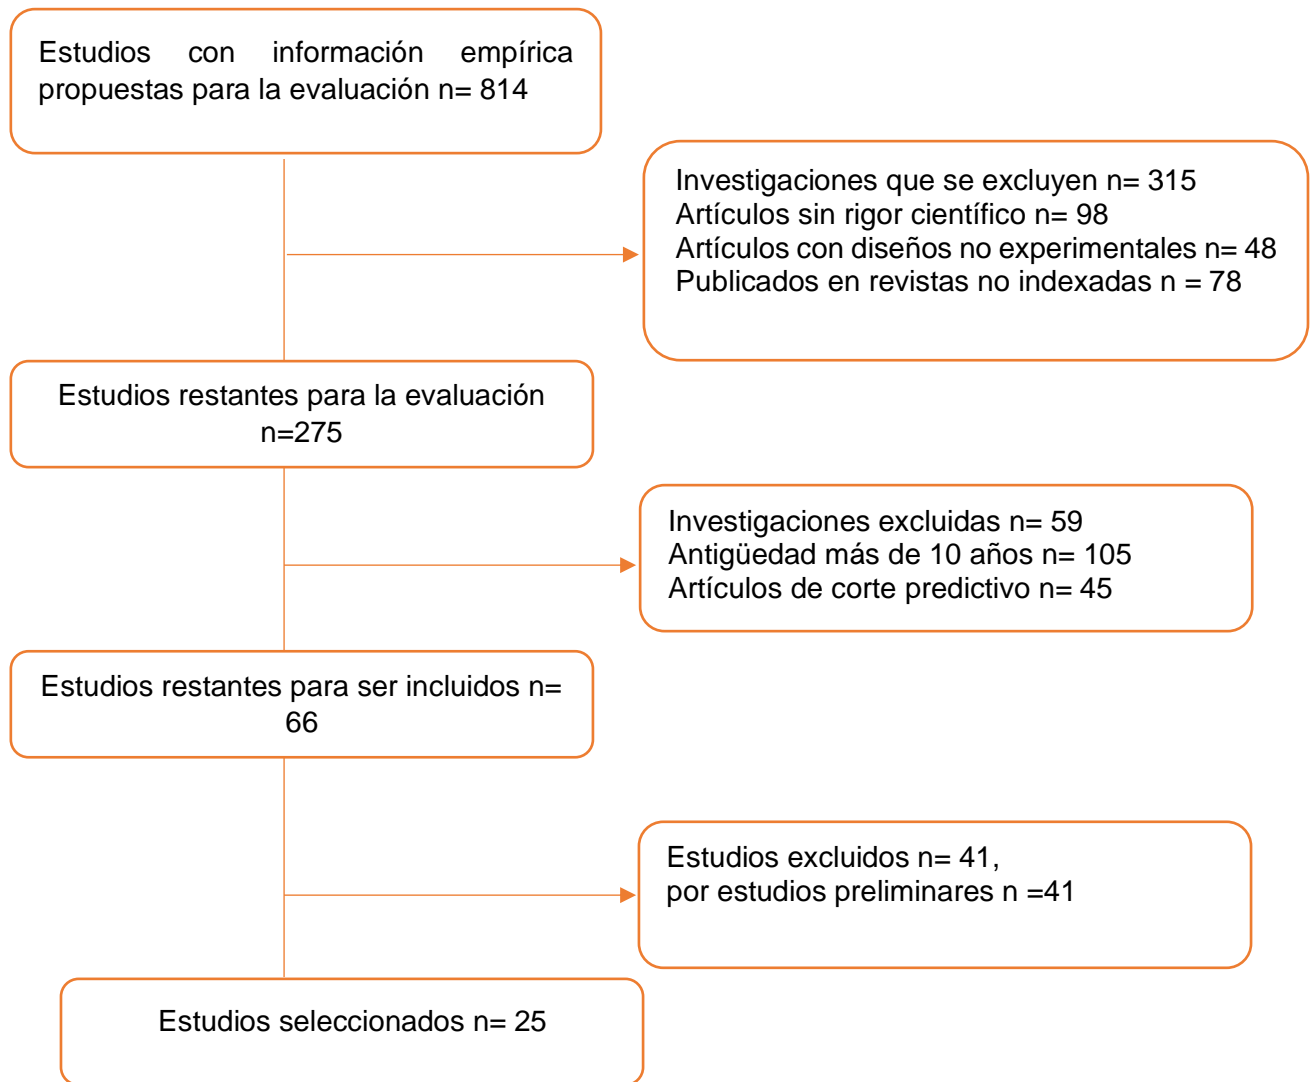 Estudios con información empírica
propuestas para la evaluación n= 814
Investigaciones que se excluyen n= 315
Artículos sin rigor científico n= 98
Artículos con diseños no experimentales n= 48
Publicados en revistas no indexadas n = 78
Estudios restantes para la evaluación
n=275
Investigaciones excluidas n= 59
Antigüedad más de 10 años n= 105
Artículos de corte predictivo n= 45
Estudios restantes para ser incluidos n=
66
Estudios excluidos n= 41,
por estudios preliminares n =41
Estudios seleccionados n= 25